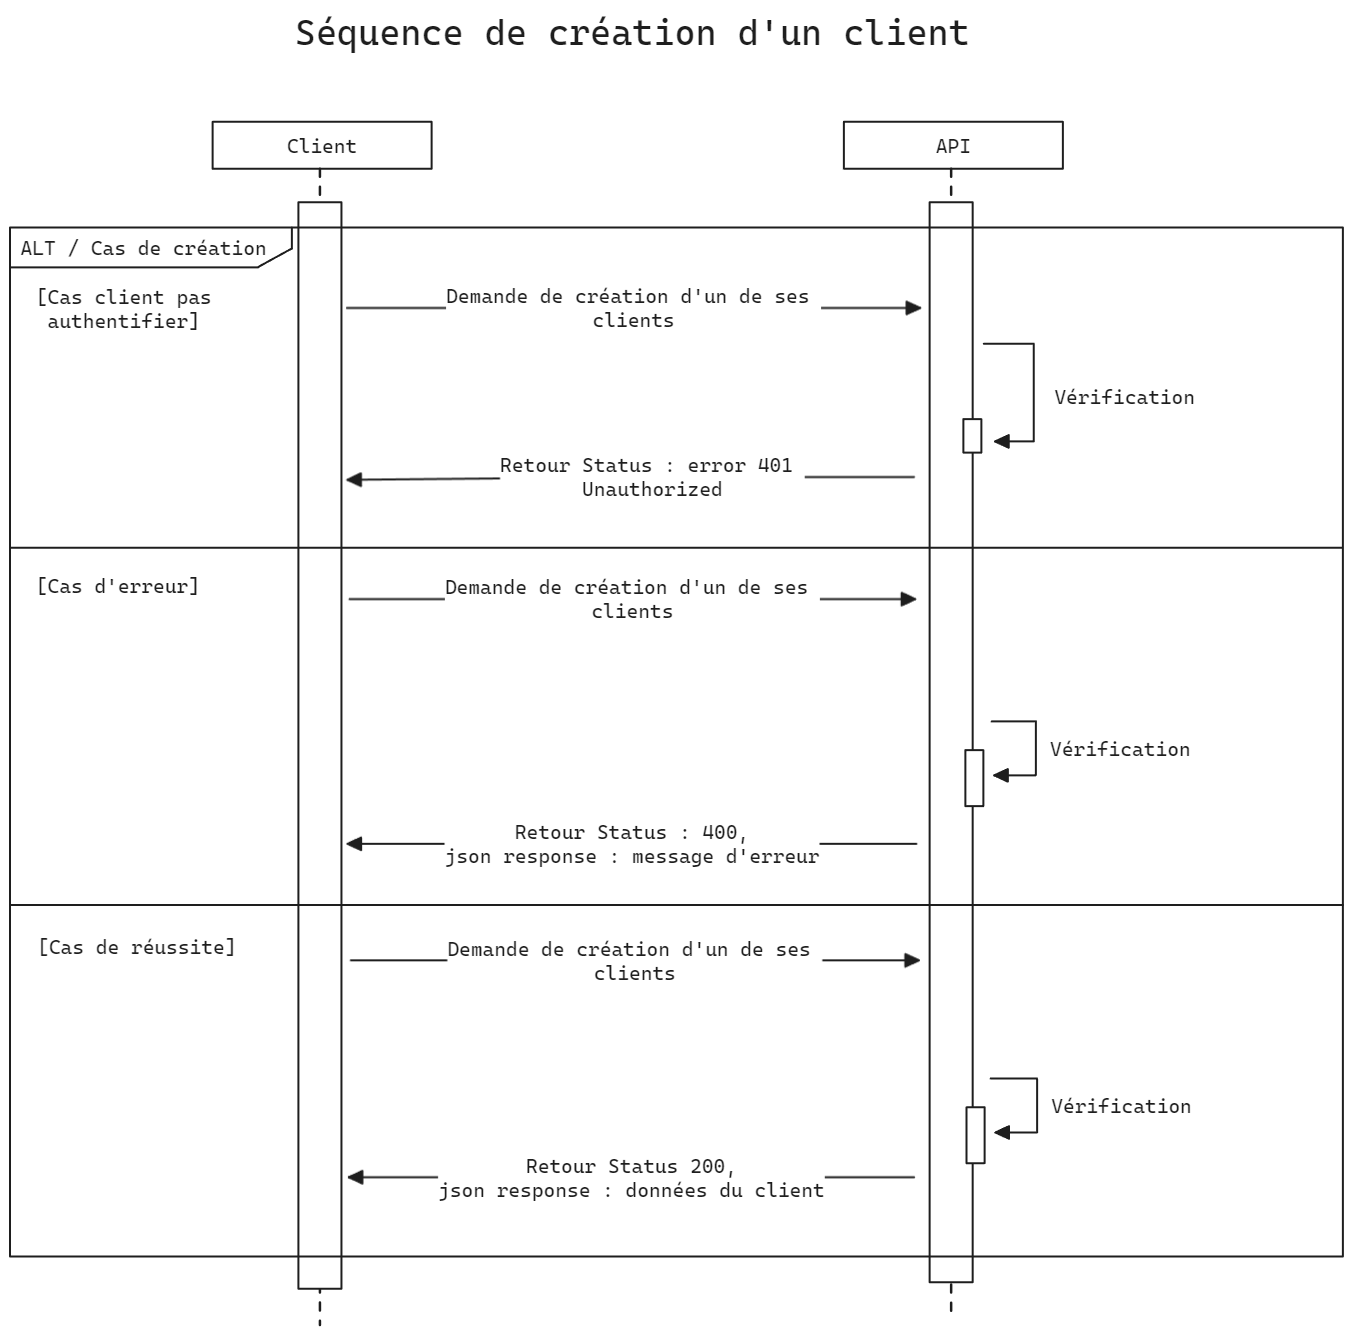 Séquence de création d'un client
Client
API
ALT / Cas de création
[Cas client pas
authentifier]
Demande de création d'un de ses
clients
Vérification
Retour Status : error 401
Unauthorized
[Cas d'erreur]
Demande de création d'un de ses
clients
Vérification
Retour Status : 400,
json response : message d'erreur
[Cas de réussite]
Demande de création d'un de ses
clients
Vérification
Retour Status 200,
json response : données du client